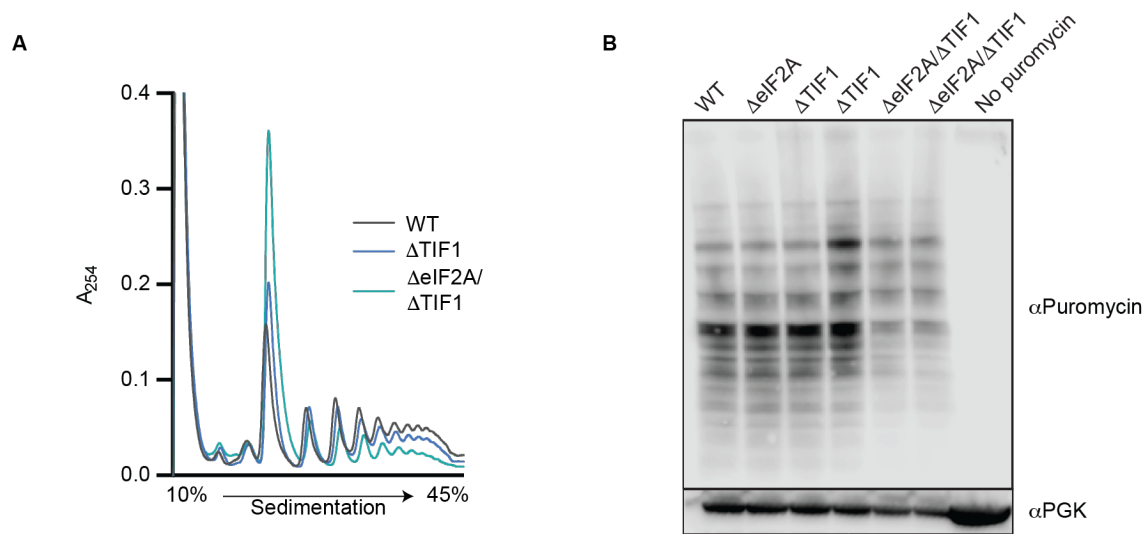 A
0.4
0.3
0.2
0.1
0.0
A254
WT
ΔTIF1
ΔeIF2A/
ΔTIF1
10%
Sedimentation
45%
B
WT
ΔeIF2A
ΔTIF1
ΔTIF1
ΔeIF2A/ΔTIF1
ΔeIF2A/ΔTIF1
No puromycin
αPuromycin
αPGK